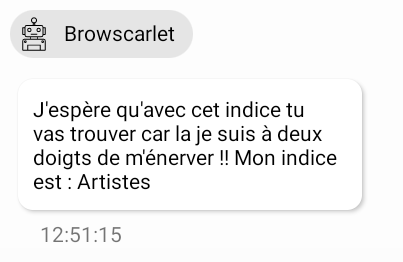 Browscarlet
J'espère qu'avec cet indice tu
vas trouver car la je suis à deux
doigts de m'énerver !! Mon indice
est : Artistes
12:51:15